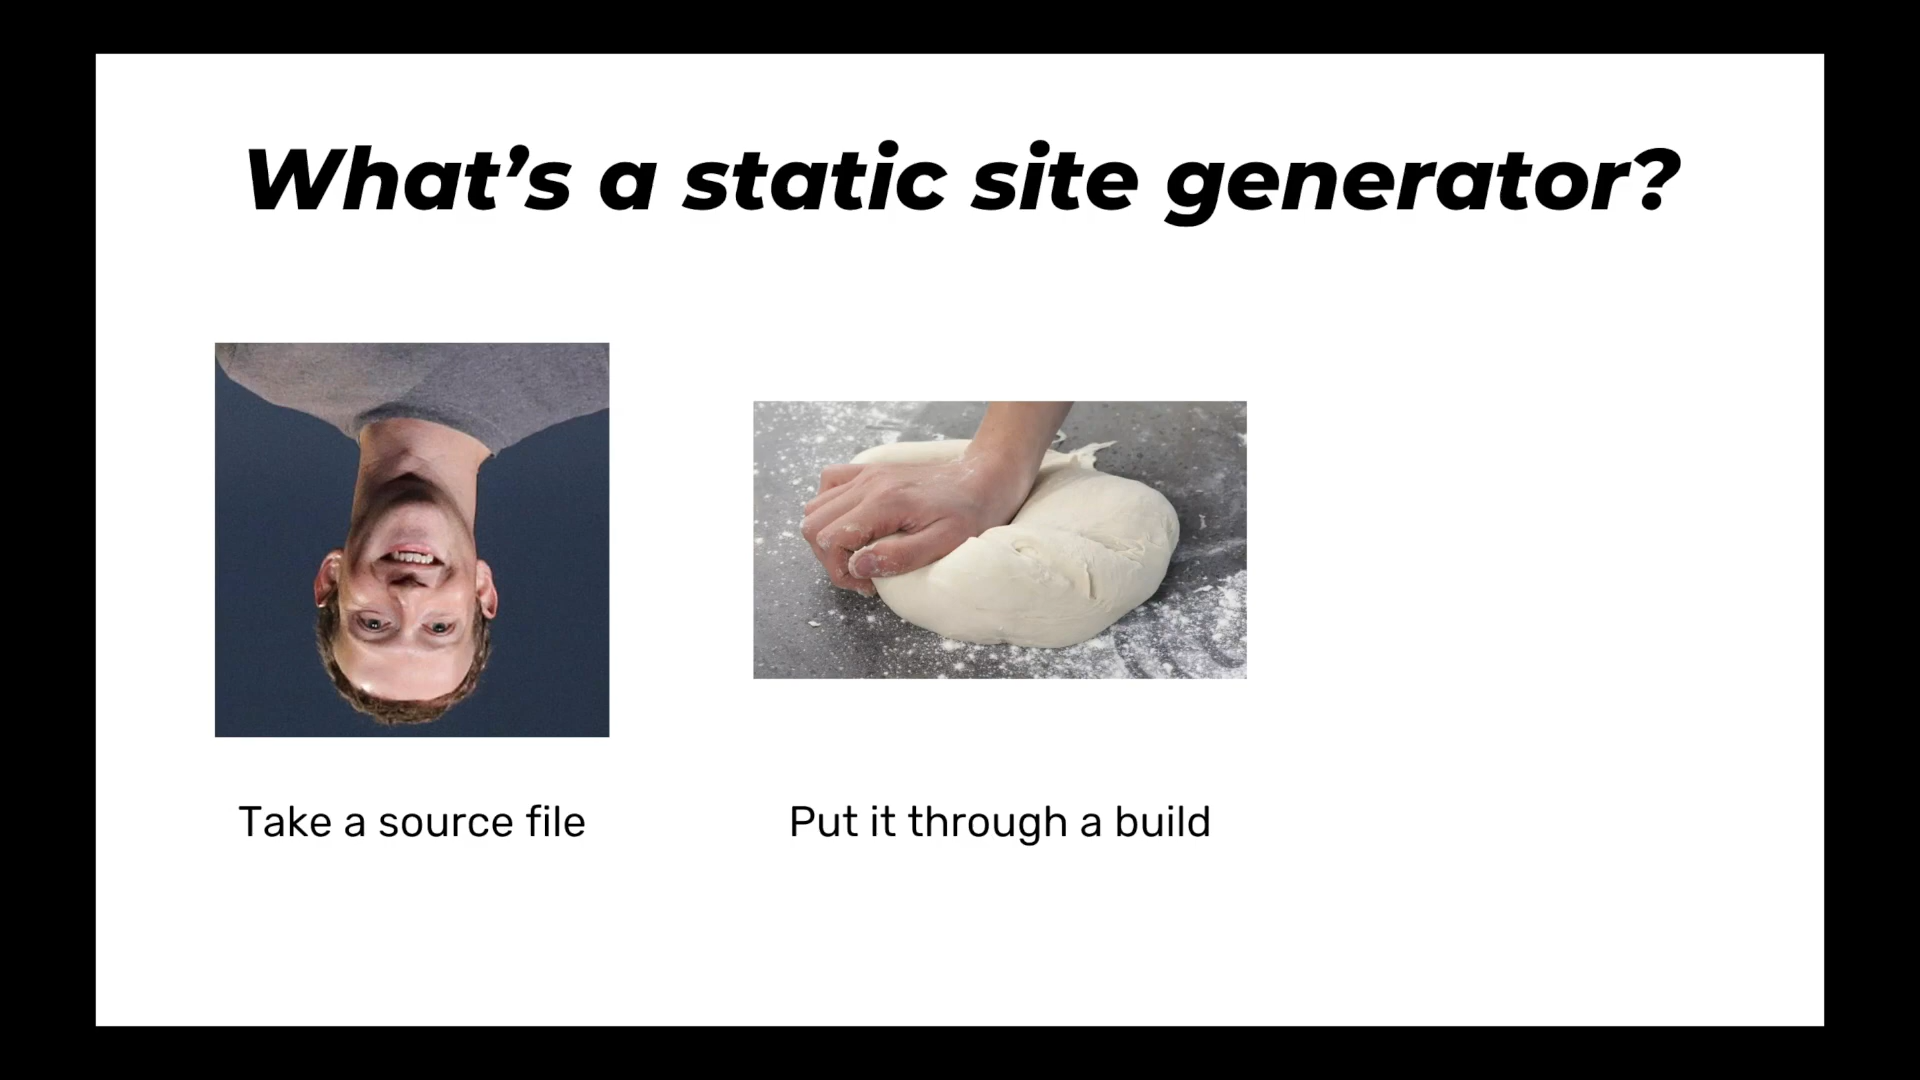 What’s a static site generator?
Take a source file
Put it through a build